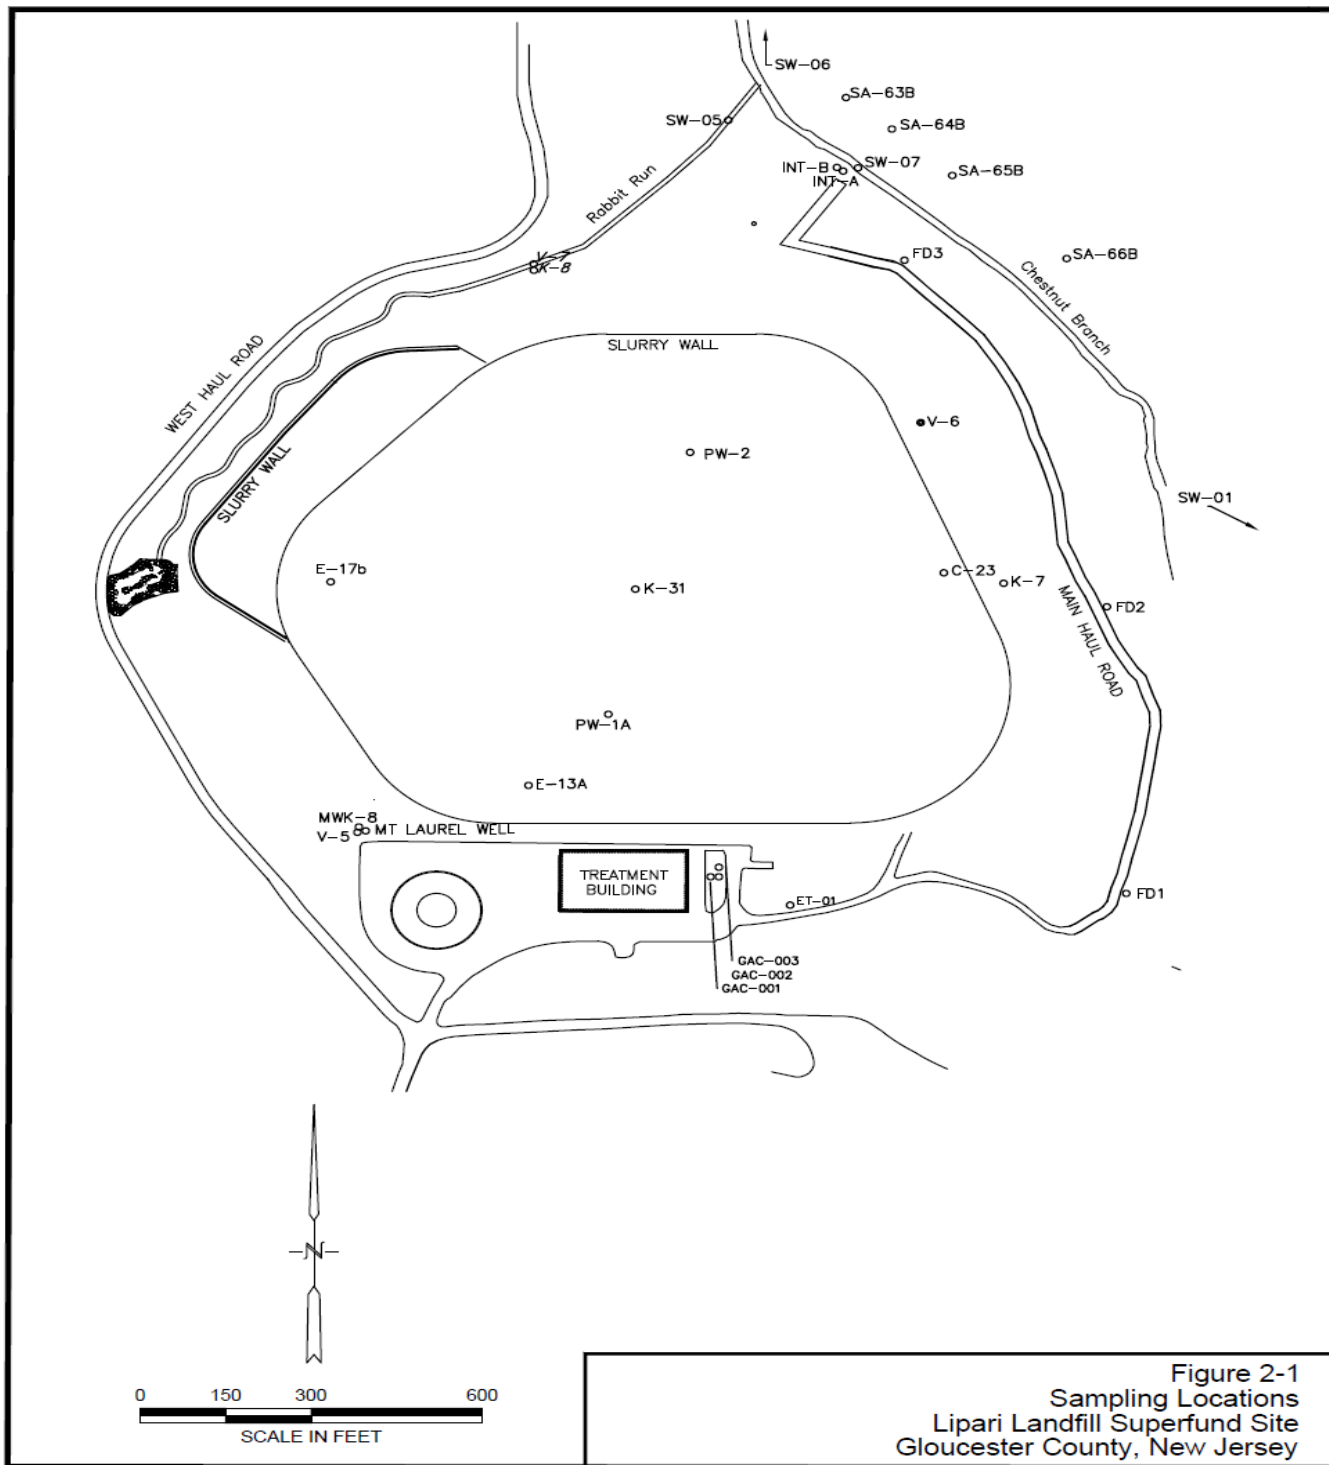 SW-06
SA-63B
SW-05
SA-64B
INT-B
SW-07
INT-A
SA-65B
Rabbit Run
V-7
K-8
FD3
SA-66B
Chestnut Branch
WEST HAUL ROAD
SLURRY WALL
SLURRY WALL
V-6
PW-2
SW-01
E-17b
K-31
C-23
K-7
MAIN HAUL ROAD
FD2
PW-1A
E-13A
MWK-8
V-5
MT LAUREL WELL
TREATMENT
BUILDING
ET-01
FD1
GAC-003
GAC-002
GAC-001
N
0 150 300 600
SCALE IN FEET
Figure 2-1
Sampling Locations
Lipari Landfill Superfund Site
Gloucester County, New Jersey